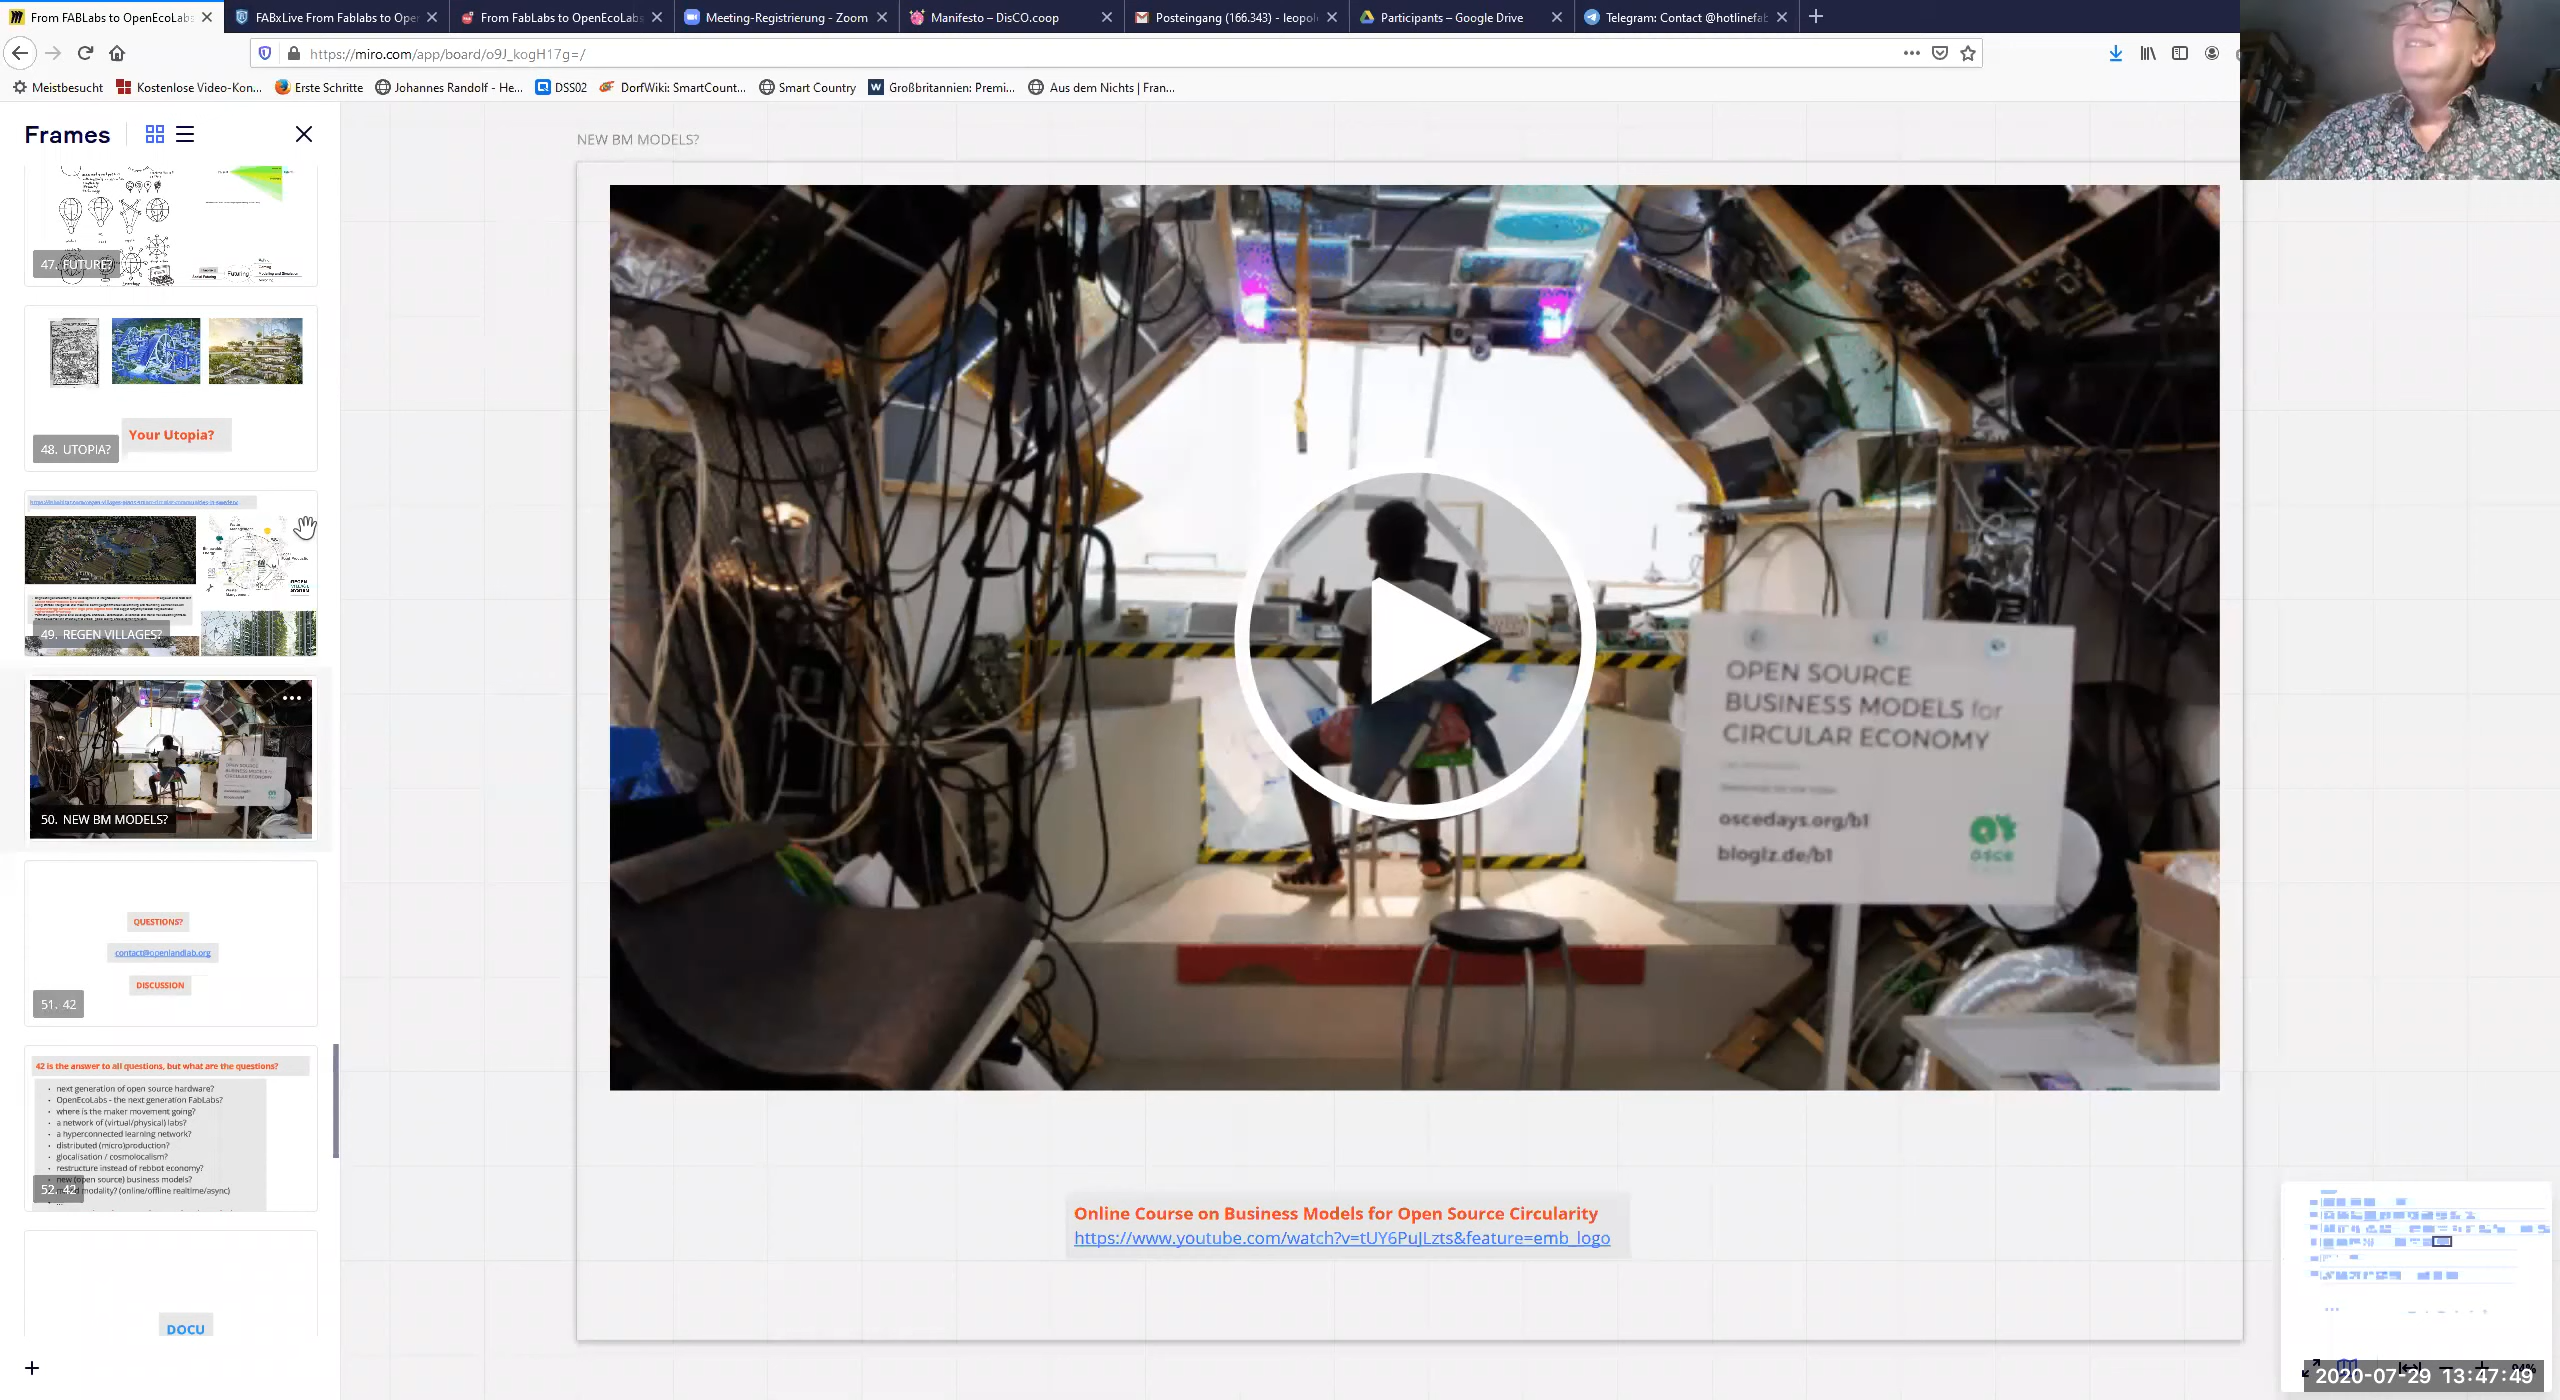 From FABLabs to OpenEcoLabs
FABxLive From Fablabs to Oper
From FabLabs to OpenEcoLabs
Meeting-Registrierung - Zoom
Manifesto – DisCO.coop
Posteingang (166.343) - leopol
Participants – Google Drive
Telegram: Contact @hotlinefab
https://miro.com/app/board/o9J_kogH17g=/
Meistbesucht
Kostenlose Video-Kon...
Erste Schritte
Johannes Randolf - He...
DSS02
DorfWiki: SmartCount...
Smart Country
Großbritannien: Premi...
Aus dem Nichts | Fran...
Frames
47. FUTURE?
Futuring
Your Utopia?
48. UTOPIA?
49. REGEN VILLAGES?
50. NEW BM MODELS?
QUESTIONS?
contact@openlandlab.org
DISCUSSION
51. 42
42 is the answer to all questions, but what are the questions?
• next generation of open source hardware?
• OpenEcoLabs - the next generation FabLabs?
• where is the maker movement going?
• a network of (virtual/physical) labs?
• a hyperconnected learning network?
• distributed (micro)production?
• glocalisation / cosmolocalism?
• restructure instead of rebbot economy?
new (open source) business models?
modality? (online/offline realtime/async)
52. 42
DOCU
NEW BM MODELS?
OPEN SOURCE
BUSINESS MODELS for
CIRCULAR ECONOMY
oscedays.org/b1
bloglz.de/b1
OSCE
Online Course on Business Models for Open Source Circularity
https://www.youtube.com/watch?v=tUY6PuJLzts&feature=emb_logo
2020-07-29 13:47:49